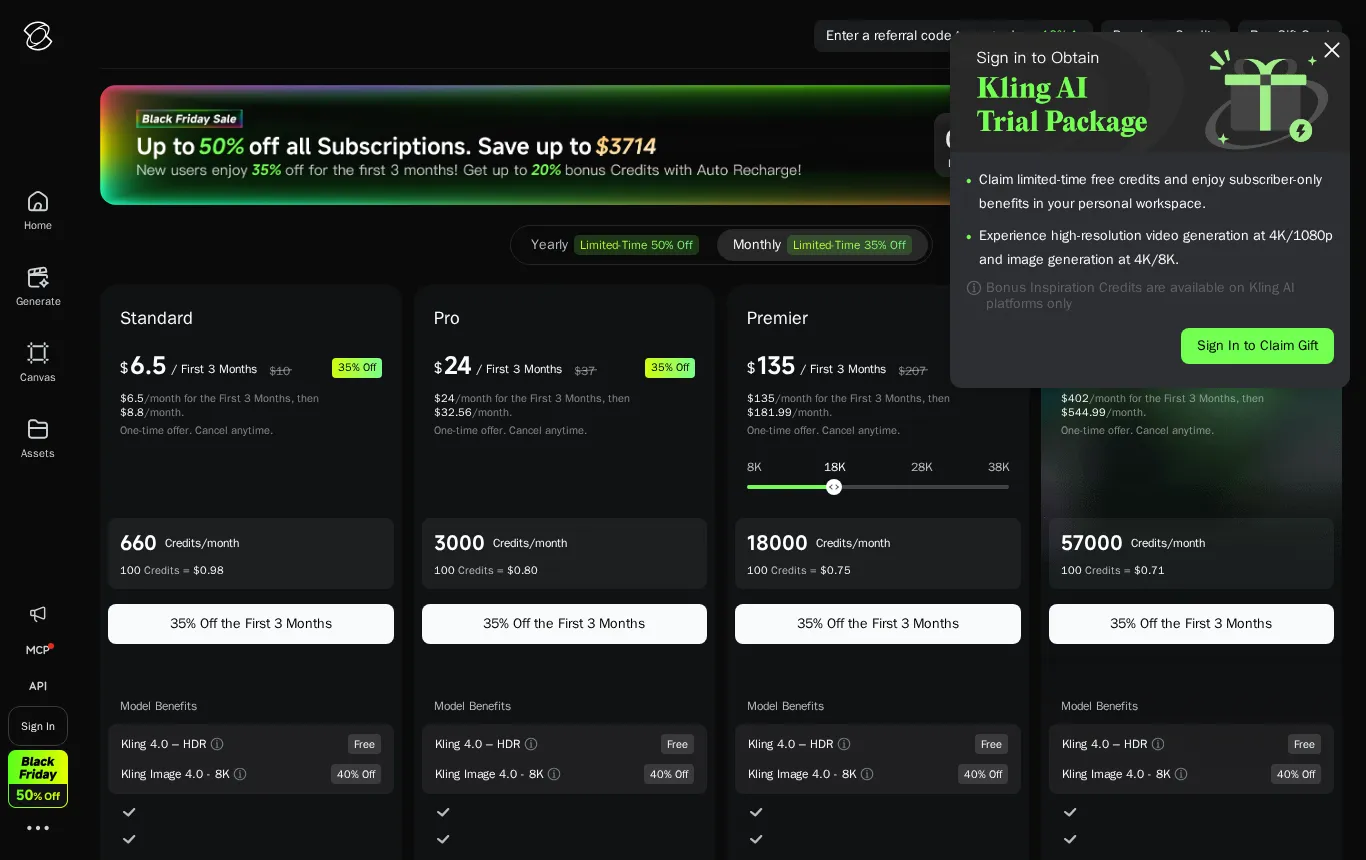 Enter a referral code
Sign in to Obtain
Kling AI
Trial Package
Claim limited-time free credits and enjoy subscriber-only
benefits in your personal workspace.
Experience high-resolution video generation at 4K/1080p
and image generation at 4K/8K.
Bonus Inspiration Credits are available on Kling AI
platforms only
Sign In to Claim Gift
Black Friday Sale
Up to 50% off all Subscriptions. Save up to $3714
New users enjoy 35% off for the first 3 months! Get up to 20% bonus Credits with Auto Recharge!
Home
Generate
Canvas
Assets
MCP
API
Sign In
Black
Friday
50% Off
Yearly Limited-Time 50% Off Monthly Limited-Time 35% Off
Standard
$6.5 / First 3 Months $10 35% Off
$6.5/month for the First 3 Months, then
$8.8/month.
One-time offer. Cancel anytime.
660 Credits/month
100 Credits = $0.98
35% Off the First 3 Months
Model Benefits
Kling 4.0 – HDR Free
Kling Image 4.0 - 8K 40% Off
Pro
$24 / First 3 Months $37 35% Off
$24/month for the First 3 Months, then
$32.56/month.
One-time offer. Cancel anytime.
3000 Credits/month
100 Credits = $0.80
35% Off the First 3 Months
Model Benefits
Kling 4.0 – HDR Free
Kling Image 4.0 - 8K 40% Off
Premier
$135 / First 3 Months $207
$135/month for the First 3 Months, then
$181.99/month.
One-time offer. Cancel anytime.
8K 18K 28K 38K
18000 Credits/month
100 Credits = $0.75
35% Off the First 3 Months
Model Benefits
Kling 4.0 – HDR Free
Kling Image 4.0 - 8K 40% Off
$402/month for the First 3 Months, then
$544.99/month.
One-time offer. Cancel anytime.
57000 Credits/month
100 Credits = $0.71
35% Off the First 3 Months
Model Benefits
Kling 4.0 – HDR Free
Kling Image 4.0 - 8K 40% Off